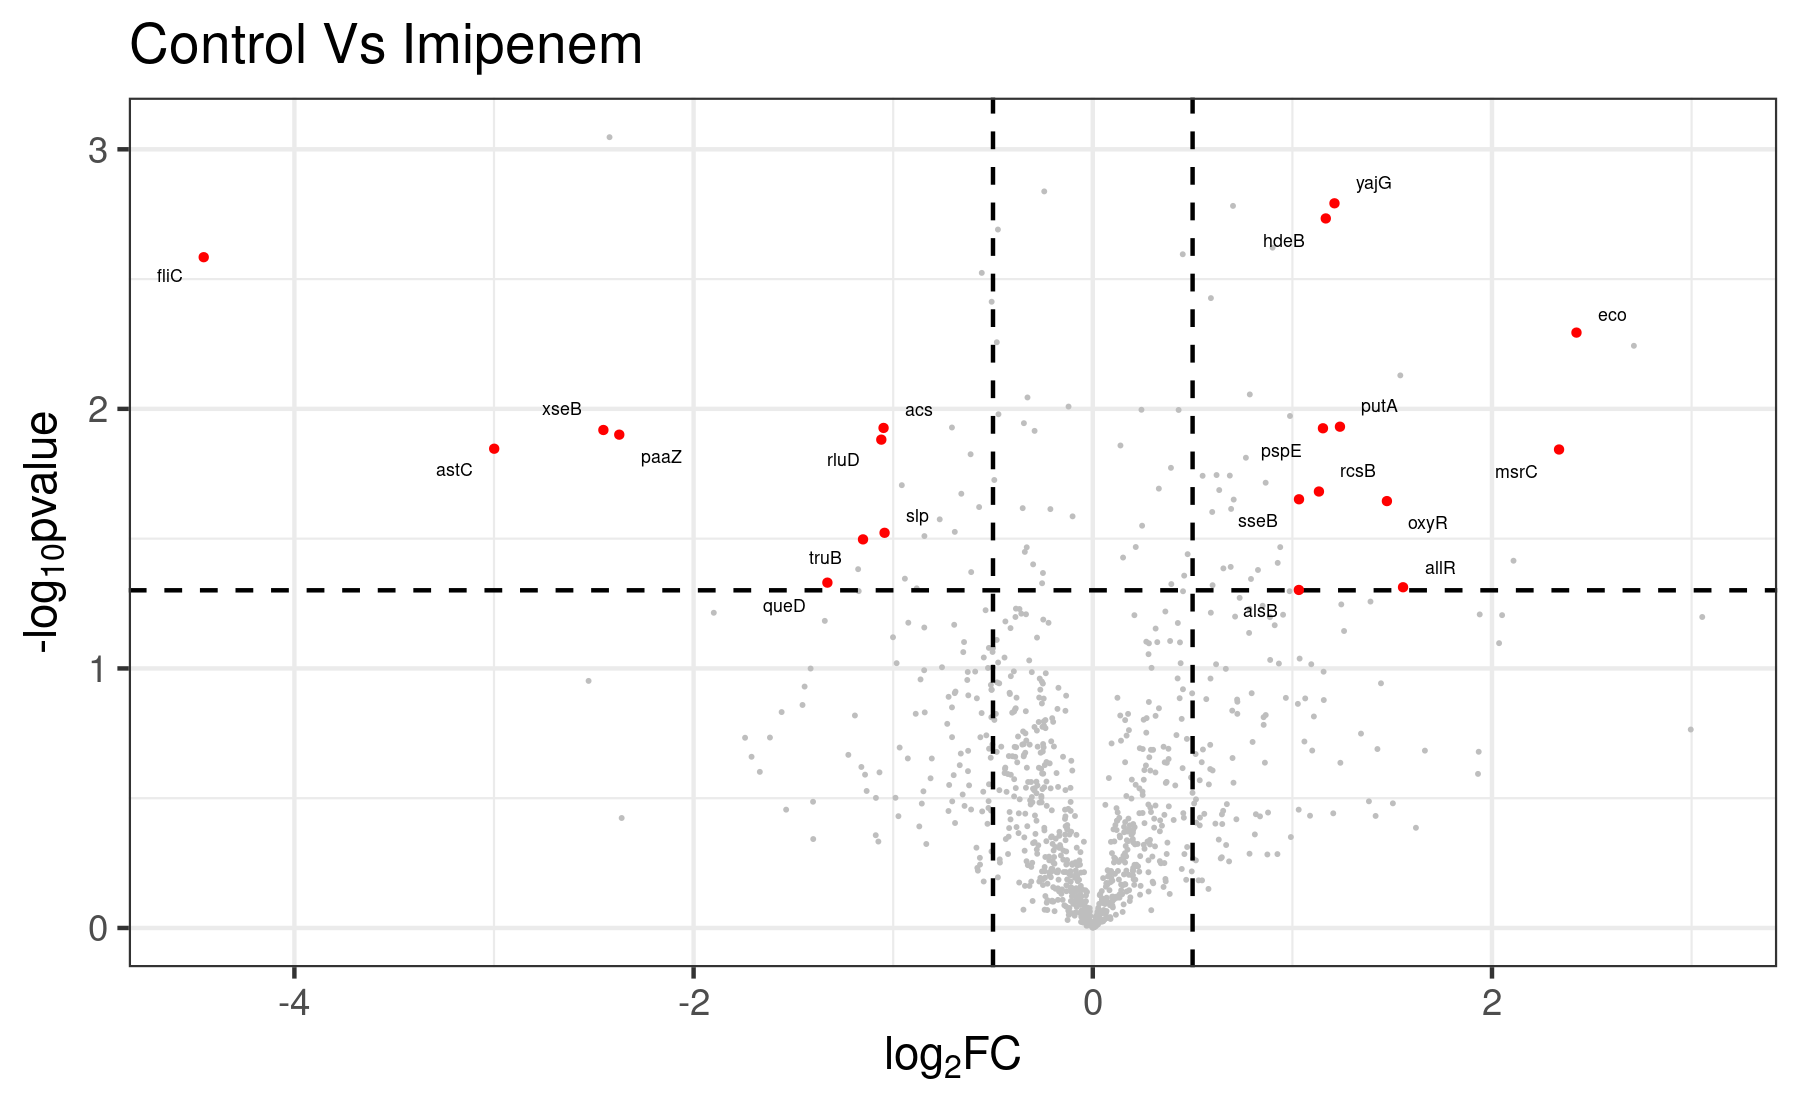 Control Vs Imipenem
3
2
1
0
-log10pvalue
yajG
hdeB
fliC
eco
xseB
acs
putA
paaZ
rluD
pspE
astC
rcsB
msrC
slp
sseB
oxyR
truB
allR
queD
alsB
-4
-2
0
2
log2FC